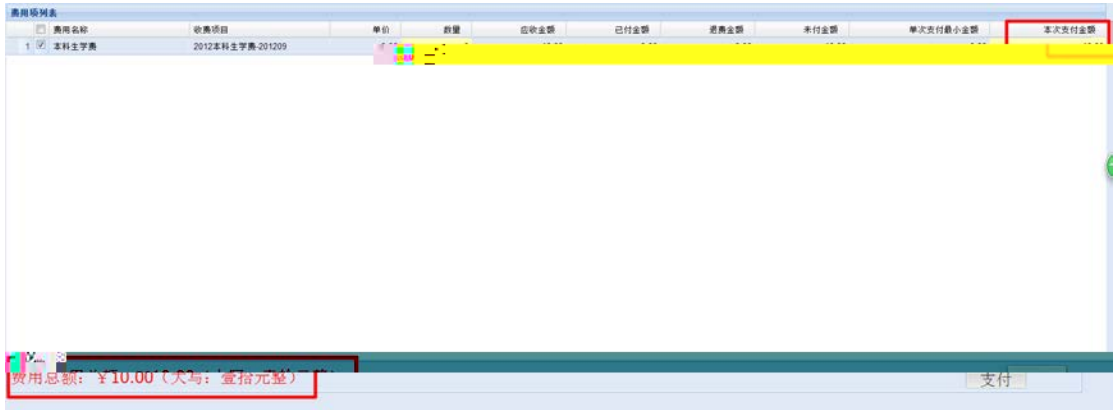 费用项列表
费用名称 收费项目 单价 数量 应收金额 已付金额 退费金额 未付金额 单次支付最小金额 本次支付金额
1 本科生学费 2012本科生学费-201209
费用总额：￥10.00（大写：壹拾元整）
支付